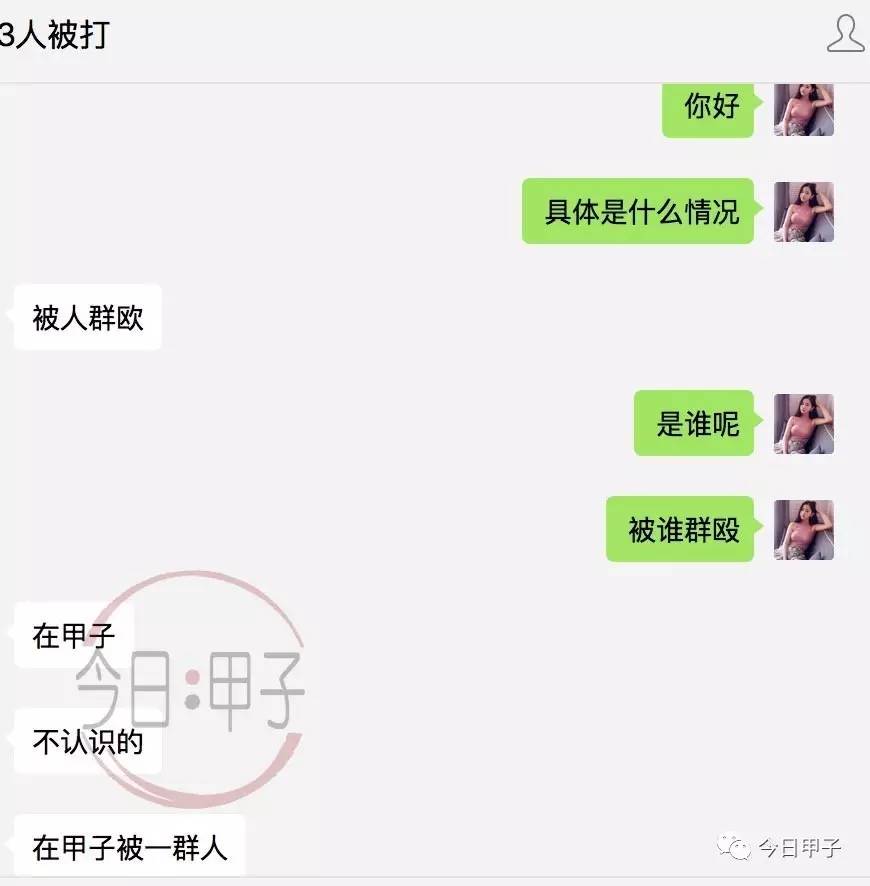 3人被打
你好
具体是什么情况
被人群欧
是谁呢
被谁群殴
在甲子
今日:甲子
不认识的
在甲子被一群人
今日甲子